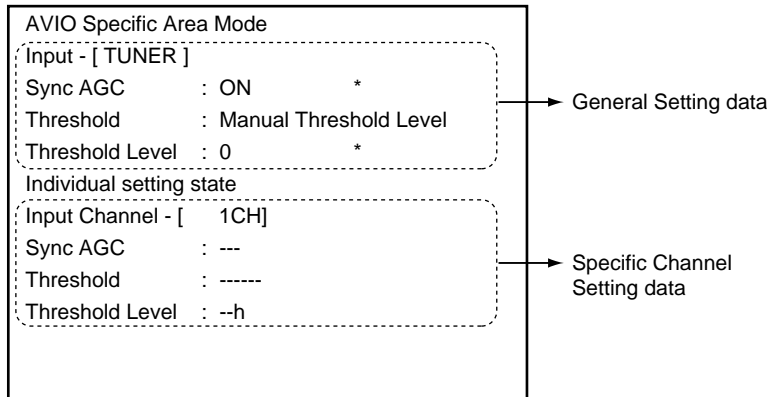 AVIO Specific Area Mode
Input - [ TUNER ]
Sync AGC : ON *
Threshold : Manual Threshold Level
Threshold Level : 0 *
General Setting data
Individual setting state
Input Channel - [ 1CH]
Sync AGC : ---
Threshold : ------
Threshold Level : --h
Specific Channel
Setting data